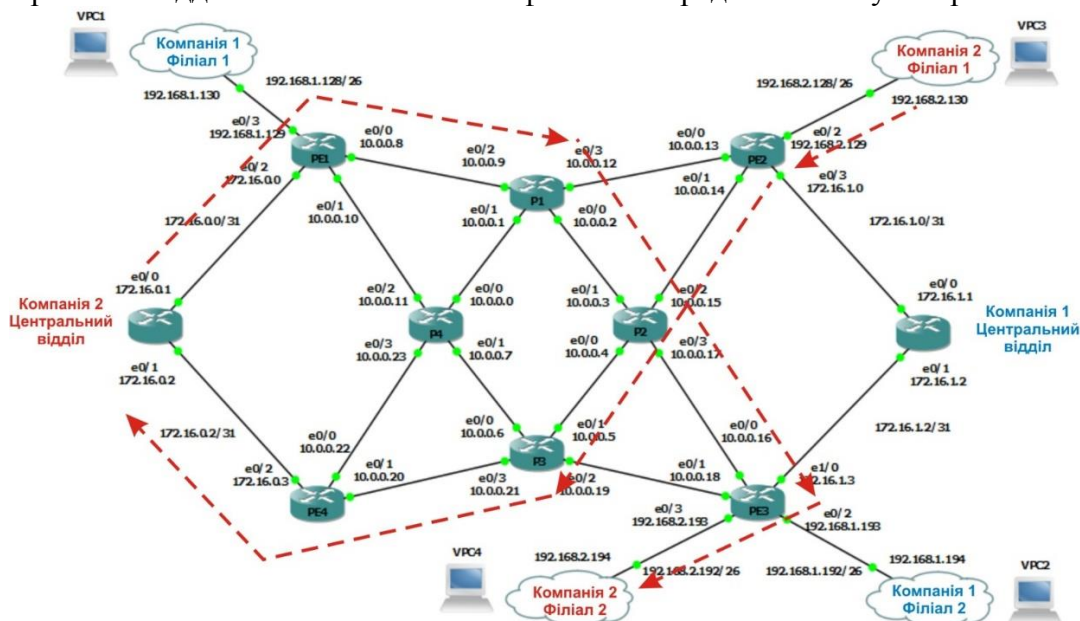 VPC1
Компанія 1
Філіал 1
192.168.1.130
192.168.1.128/26
e0/3
192.168.1.129
PE1
e0/0
10.0.0.8
e0/2
172.16.0.0
e0/1
10.0.0.10
172.16.0.0/31
e0/0
172.16.0.1
Компанія 2
Центральний
відділ
e0/1
172.16.0.2
172.16.0.2/31
e0/2
172.16.0.3
PE4
e0/0
10.0.0.22
e0/1
10.0.0.20
e0/2
10.0.0.9
P1
e0/3
10.0.0.12
e0/1
10.0.0.1
e0/0
10.0.0.2
e0/2
10.0.0.11
e0/0
10.0.0.0
P4
e0/3
10.0.0.23
e0/1
10.0.0.7
e0/1
10.0.0.3
P2
e0/2
10.0.0.15
e0/0
10.0.0.4
e0/3
10.0.0.17
e0/0
10.0.0.6
P3
e0/1
10.0.0.5
e0/3
10.0.0.21
e0/2
10.0.0.19
VPC3
Компанія 2
Філіал 1
192.168.2.128/26
192.168.2.130
e0/0
10.0.0.13
PE2
e0/2
192.168.2.129
e0/1
10.0.0.14
e0/3
172.16.1.0
172.16.1.0/31
e0/0
172.16.1.1
Компанія 1
Центральний
відділ
e0/1
172.16.1.2
172.16.1.2/31
e0/0
10.0.0.16
e0/1
10.0.0.18
PE3
e1/0
e0/3
192.168.2.193
e0/2
192.168.1.193
VPC4
192.168.2.194
192.168.2.192/26
Компанія 2
Філіал 2
192.168.1.192/26
192.168.1.194
Компанія 1
Філіал 2
VPC2